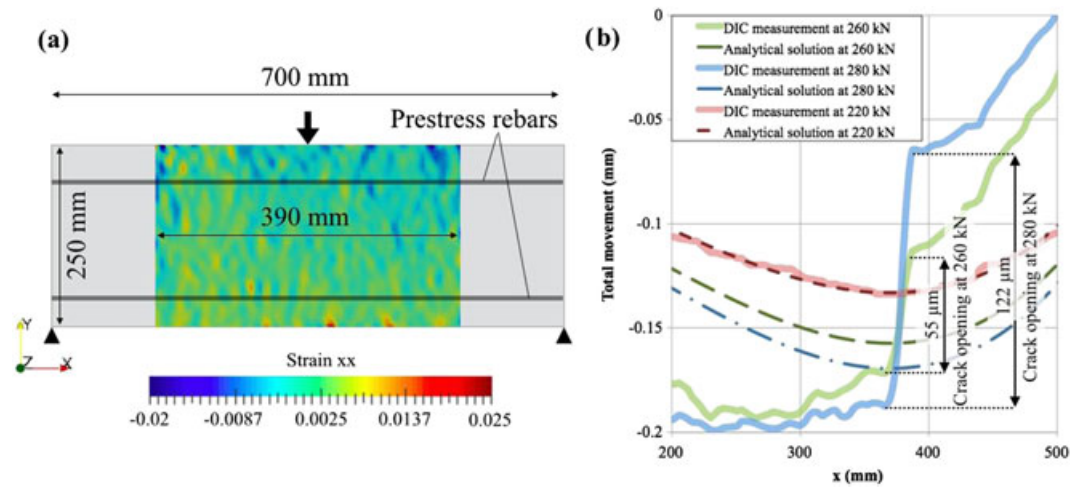 (a)
700 mm
Prestress rebars
390 mm
250 mm
Y
Z
X
Strain xx
-0.02 -0.0087 0.0025 0.0137 0.025
(b)
DIC measurement at 260 kN
Analytical solution at 260 kN
DIC measurement at 280 kN
Analytical solution at 280 kN
DIC measurement at 220 kN
Analytical solution at 220 kN
0
-0.05
-0.1
-0.15
-0.2
Total movement (mm)
55 µm
Crack opening at 260 kN
122 µm
Crack opening at 280 kN
200 300 400 500
x (mm)